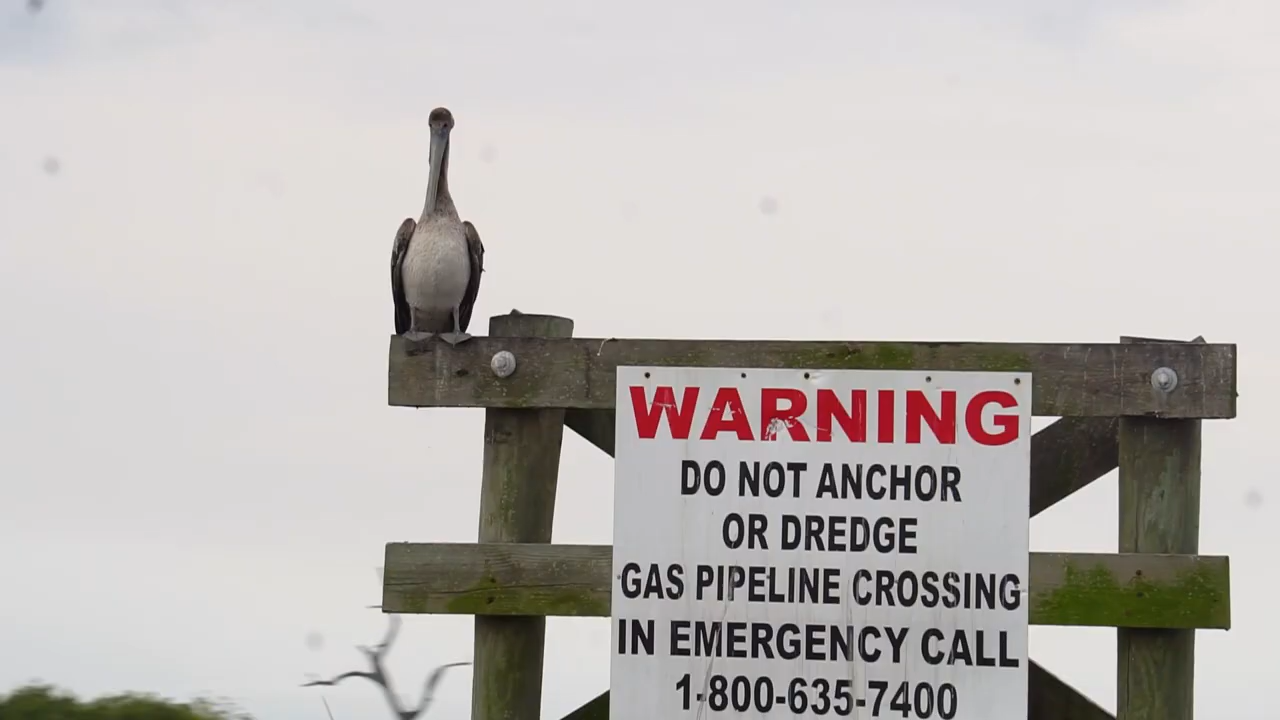 WARNING
DO NOT ANCHOR
OR DREDGE
GAS PIPELINE CROSSING
IN EMERGENCY CALL
1-800-635-7400